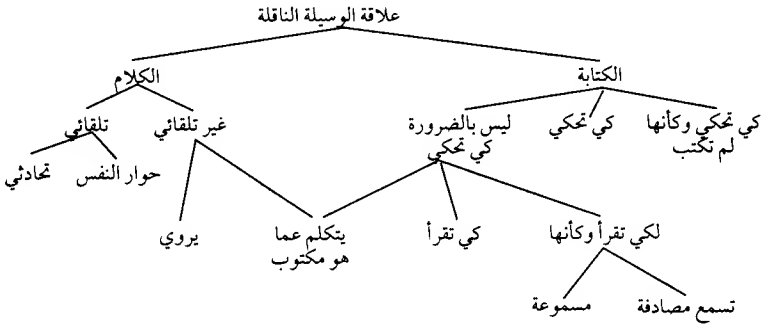 علاقة الوسيلة الناقلة
الكتابة
الكلام
كي تحكي وكأنها
لم تكتب
كي تحكي
ليس بالضرورة
كي تحكي
غير تلقائي
تلقائي
حوار النفس
تحادثي
لكي تقرأ وكأنها
كي تقرأ
يتكلم عما
هو مكتوب
يروي
تسمع مصادفة
مسموعة